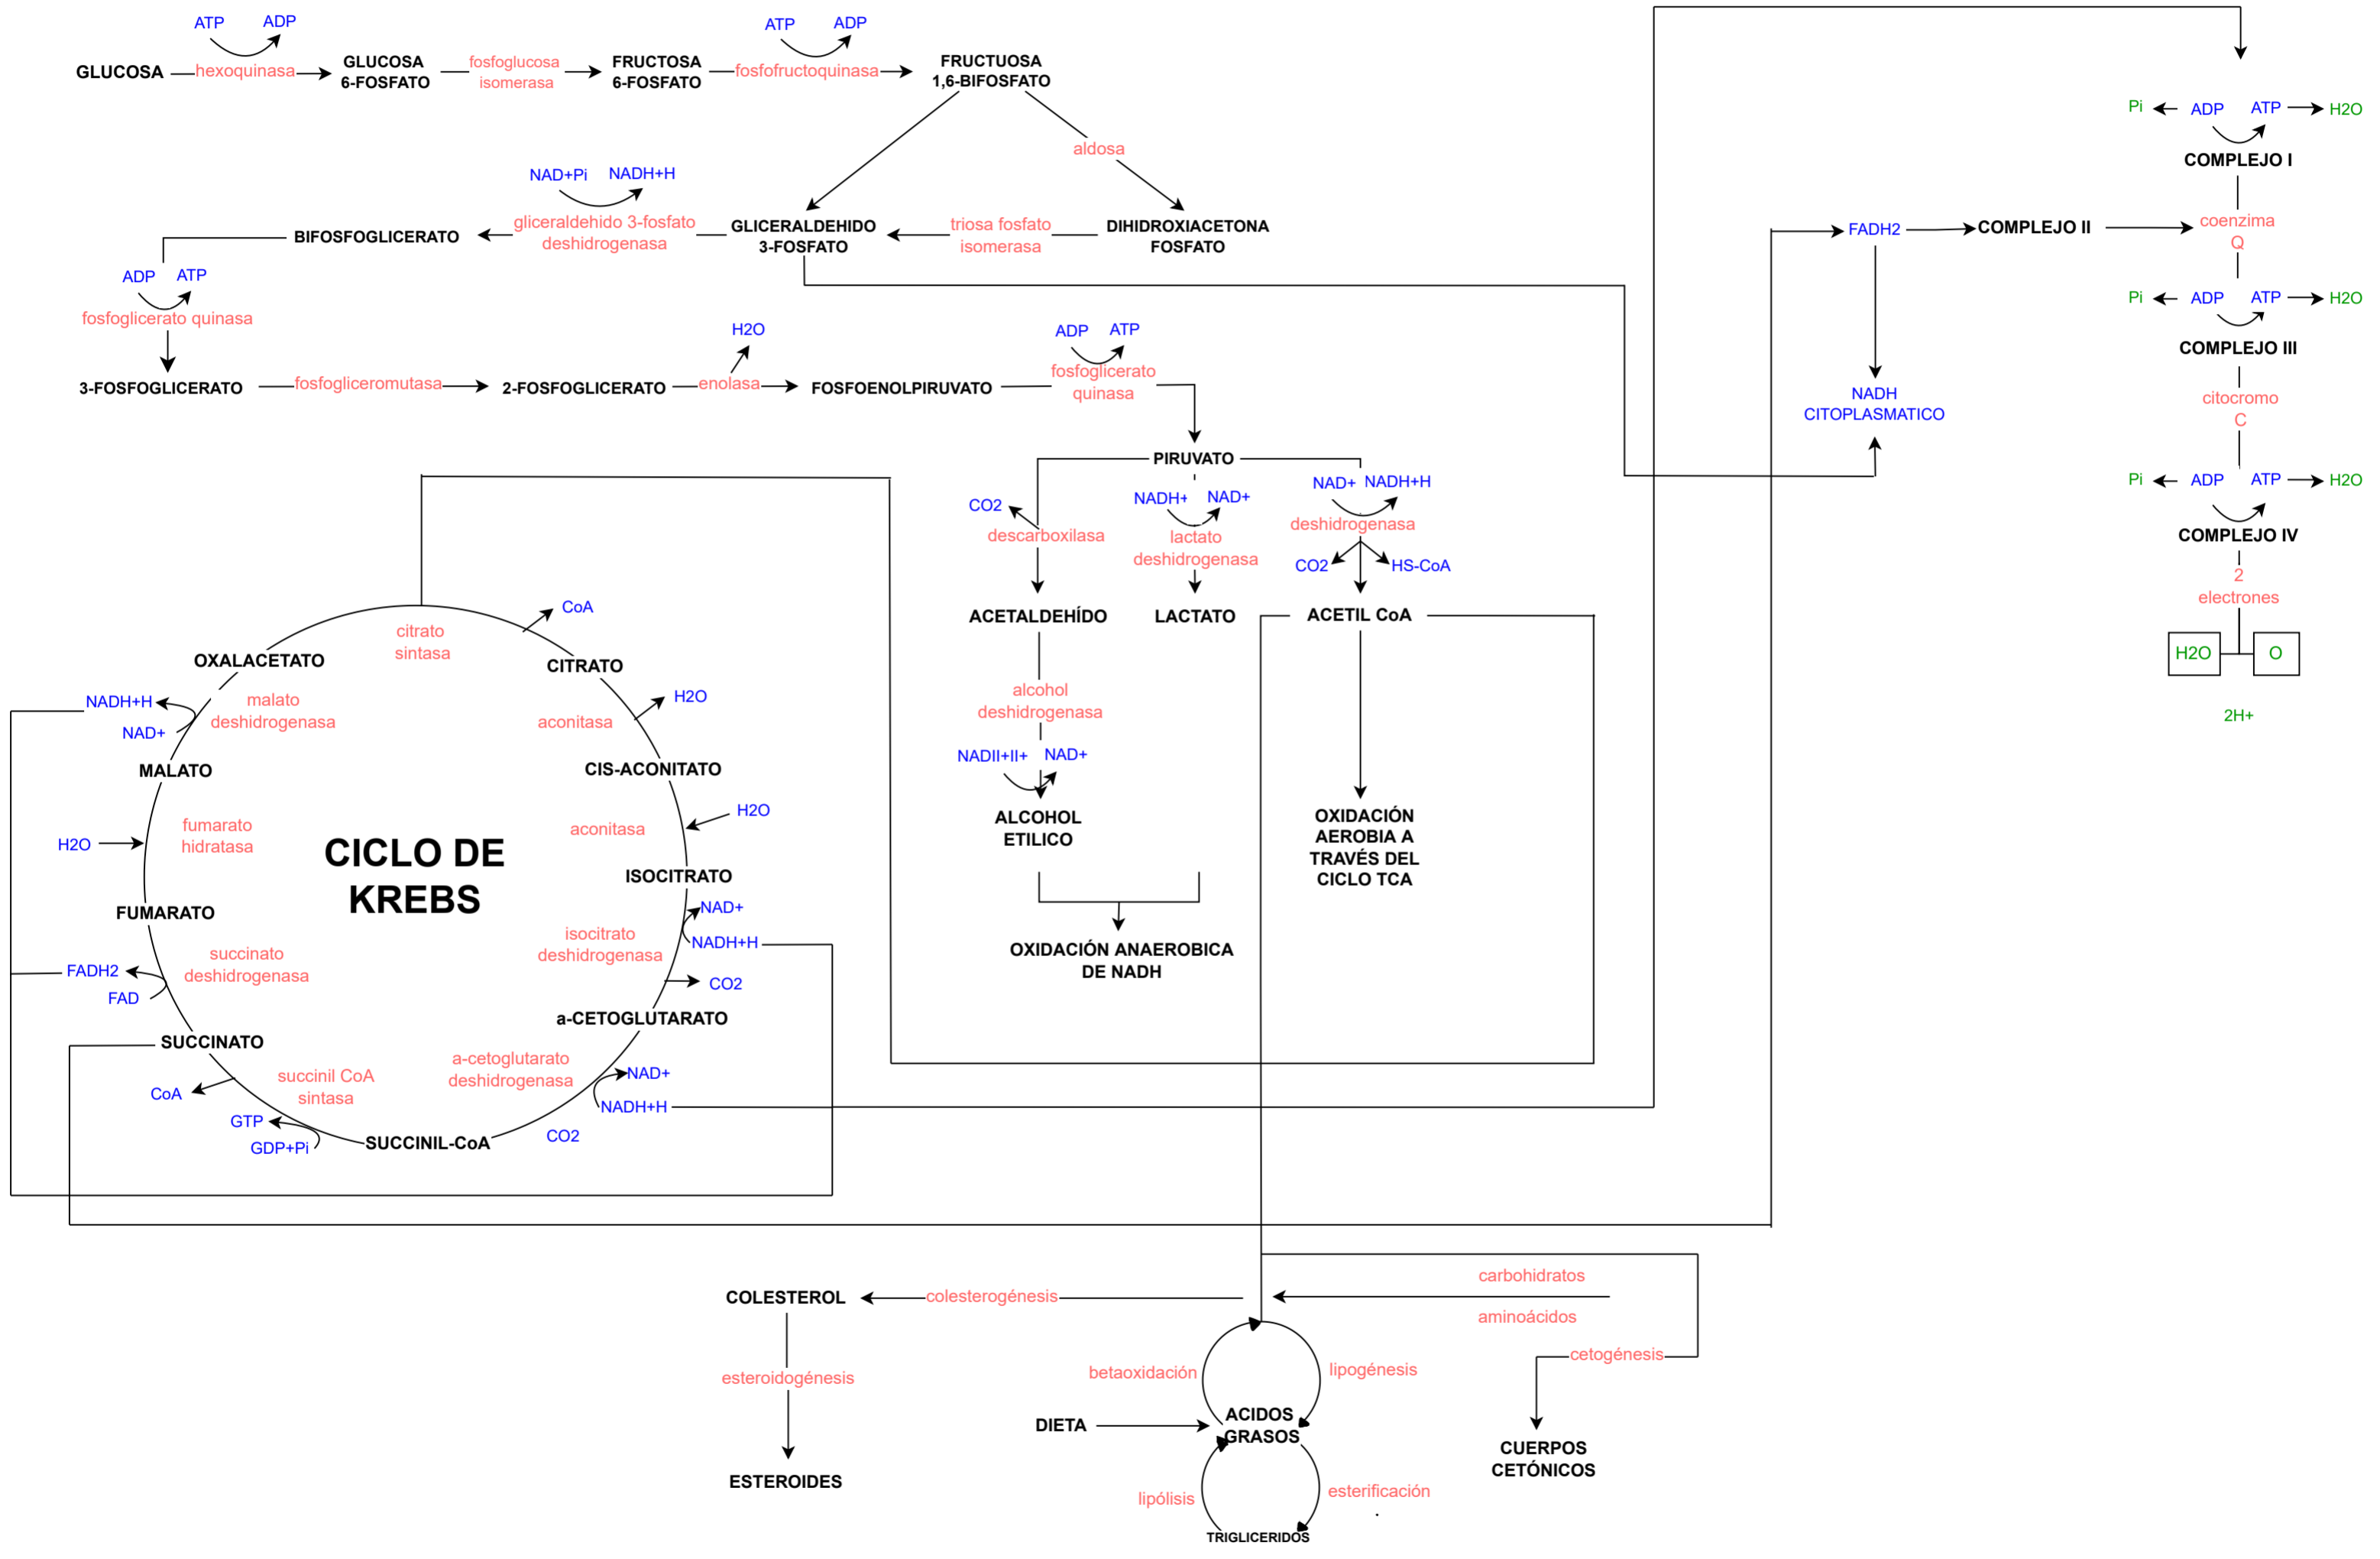 ATP
ADP
GLUCOSA
hexoquinasa
GLUCOSA
6-FOSFATO
fosfoglucosa
isomerasa
FRUCTOSA
6-FOSFATO
ATP
ADP
fosfofructoquinasa
FRUCTUOSA
1,6-BIFOSFATO
aldosa
NAD+Pi
NADH+H
BIFOSFOGLICERATO
gliceraldehido 3-fosfato
deshidrogenasa
GLICERALDEHIDO
3-FOSFATO
triosa fosfato
isomerasa
DIHIDROXIACETONA
FOSFATO
ADP
ATP
fosfoglicerato quinasa
3-FOSFOGLICERATO
fosfogliceromutasa
2-FOSFOGLICERATO
H2O
enolasa
FOSFOENOLPIRUVATO
ADP
ATP
fosfoglicerato
quinasa
PIRUVATO
CO2
descarboxilasa
NADH+
NAD+
lactato
deshidrogenasa
NAD+
NADH+H
deshidrogenasa
CO2
HS-CoA
ACETALDEHÍDO
LACTATO
ACETIL CoA
alcohol
deshidrogenasa
NADII+II+
NAD+
ALCOHOL
ETILICO
OXIDACIÓN
AEROBIA A
TRAVÉS DEL
CICLO TCA
OXIDACIÓN ANAEROBICA
DE NADH
Pi
ADP
ATP
H2O
COMPLEJO I
FADH2
COMPLEJO II
coenzima
Q
Pi
ADP
ATP
H2O
COMPLEJO III
NADH
CITOPLASMATICO
citocromo
C
Pi
ADP
ATP
H2O
COMPLEJO IV
2
electrones
H2O
O
2H+
CICLO DE
KREBS
citrato
sintasa
CoA
OXALACETATO
CITRATO
H2O
aconitasa
CIS-ACONITATO
H2O
aconitasa
ISOCITRATO
NAD+
NADH+H
isocitrato
deshidrogenasa
CO2
a-CETOGLUTARATO
a-cetoglutarato
deshidrogenasa
NAD+
NADH+H
CO2
SUCCINIL-CoA
succinil CoA
sintasa
GTP
GDP+Pi
CoA
SUCCINATO
succinato
deshidrogenasa
FADH2
FAD
FUMARATO
fumarato
hidratasa
H2O
MALATO
malato
deshidrogenasa
NADH+H
NAD+
COLESTEROL
colesterogénesis
carbohidratos
aminoácidos
esteroidogénesis
ESTEROIDES
betaoxidación
lipogénesis
cetogénesis
DIETA
ACIDOS
GRASOS
CUERPOS
CETÓNICOS
lipólisis
esterificación
.
TRIGLICERIDOS